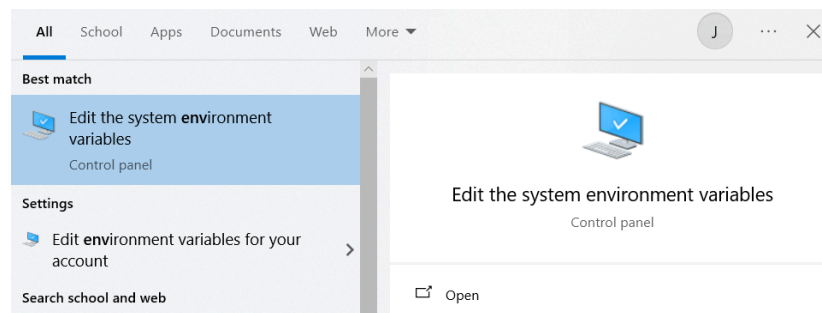 All School Apps Documents Web More J ...
Best match
Edit the system environment
variables
Control panel
Settings
Edit environment variables for your
account
Search school and web
Edit the system environment variables
Control panel
Open